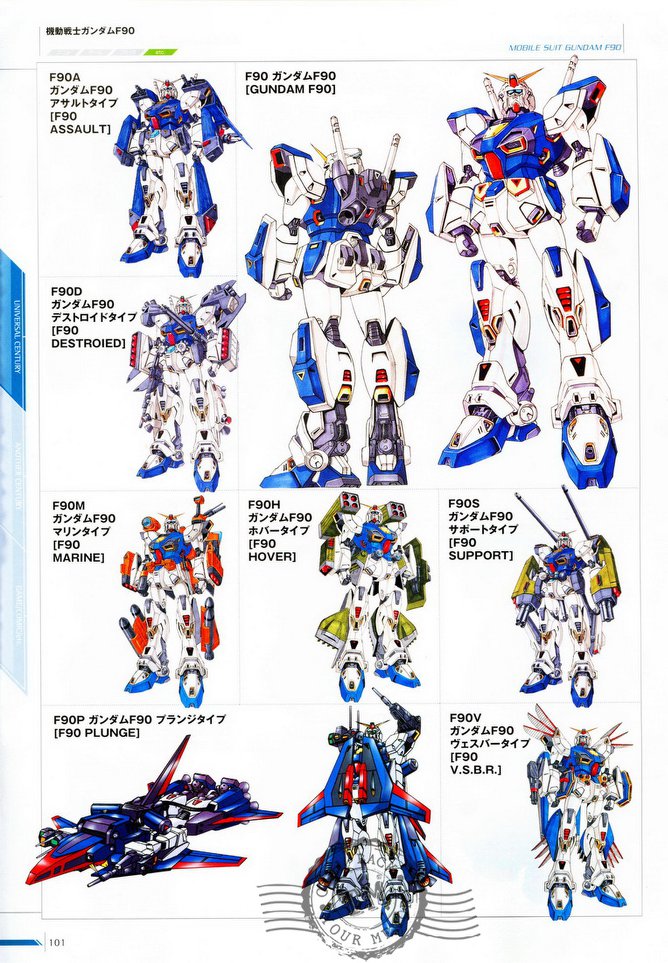 機動戦士ガンダムF90
ETC
MOBILE SUIT GUNDAM F90
F90A
ガンダムF90
アサルトタイプ
[F90
ASSAULT]
F90 ガンダムF90
[GUNDAM F90]
F90D
ガンダムF90
デストロイドタイプ
[F90
DESTROIED]
UNIVERSAL CENTURY
ANOTHER CENTURY
F90M
ガンダムF90
マリンタイプ
[F90
MARINE]
F90H
ガンダムF90
ホバータイプ
[F90
HOVER]
F90S
ガンダムF90
サポートタイプ
[F90
SUPPORT]
F90P ガンダムF90 プランジタイプ
[F90 PLUNGE]
F90V
ガンダムF90
ヴェスバータイプ
[F90
V.S.B.R.]
101